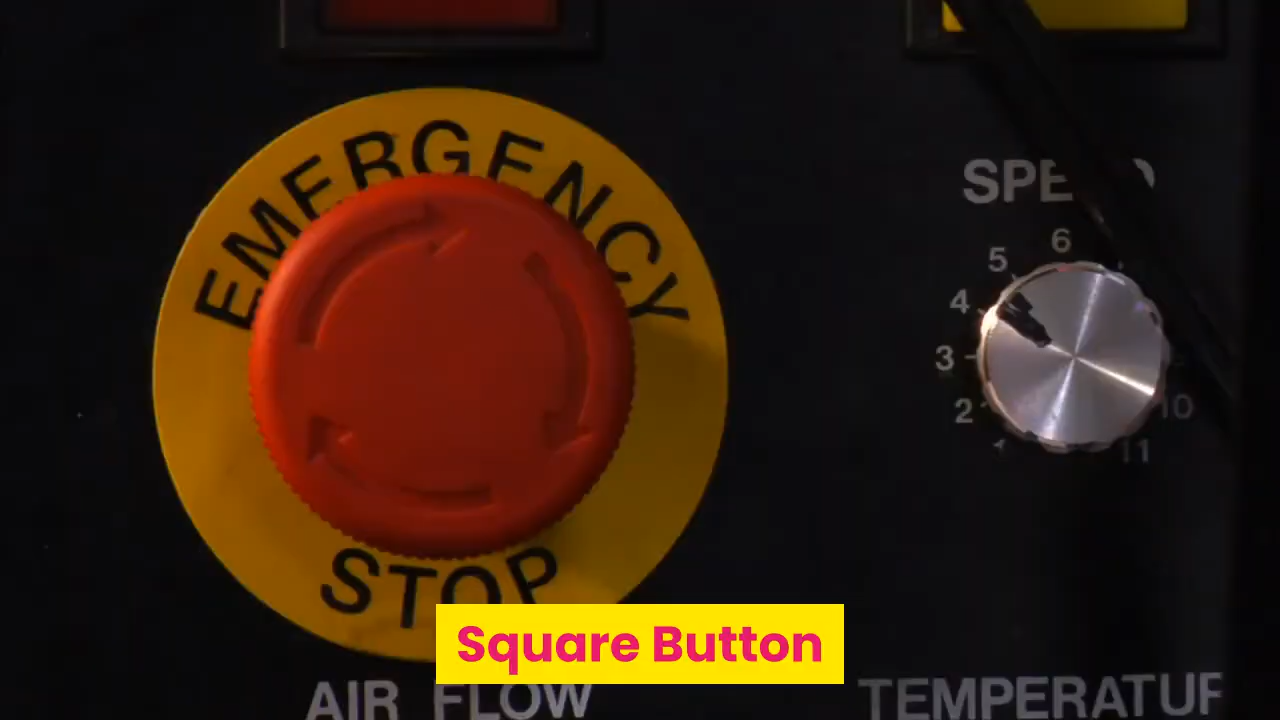 EMERGENCY
STOP
SPE
6
5
4
3
2
10
11
Square Button
AIR FLOW
TEMPERATUR